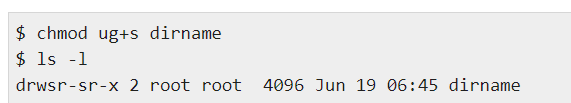 $ chmod ug+s dirname
$ ls -l
drwsr-sr-x 2 root root  4096 Jun 19 06:45 dirname